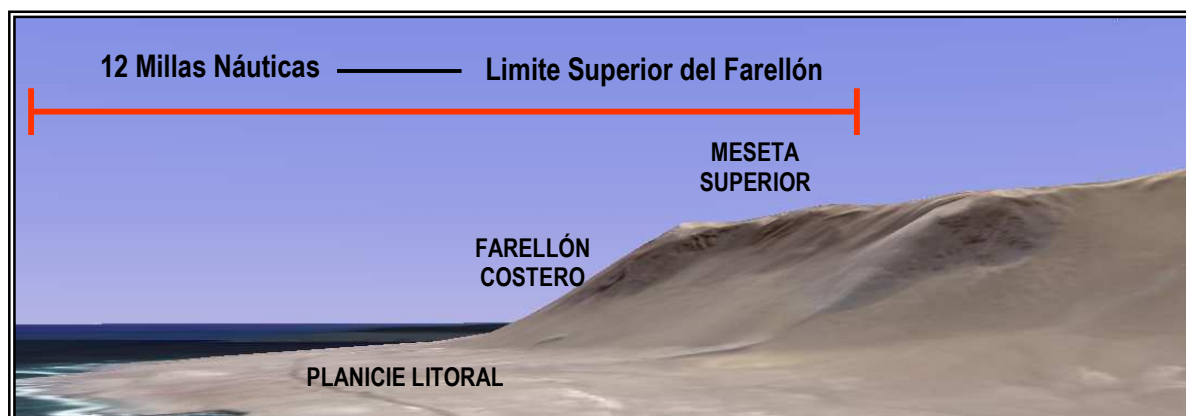 12 Millas Náuticas Limite Superior del Farellón
MESETA
SUPERIOR
FARELLÓN
COSTERO
PLANICIE LITORAL